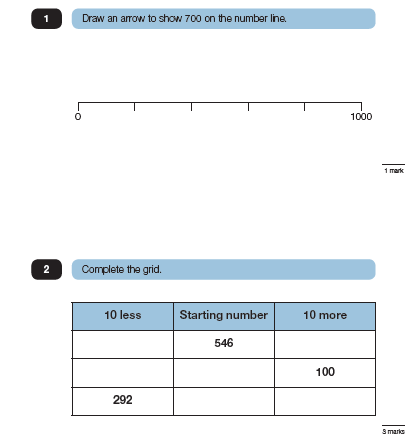 1 Draw an arrow to show 700 on the number line.
0 1000
1 mark
2 Complete the grid.
10 less Starting number 10 more
546
100
292
3 marks